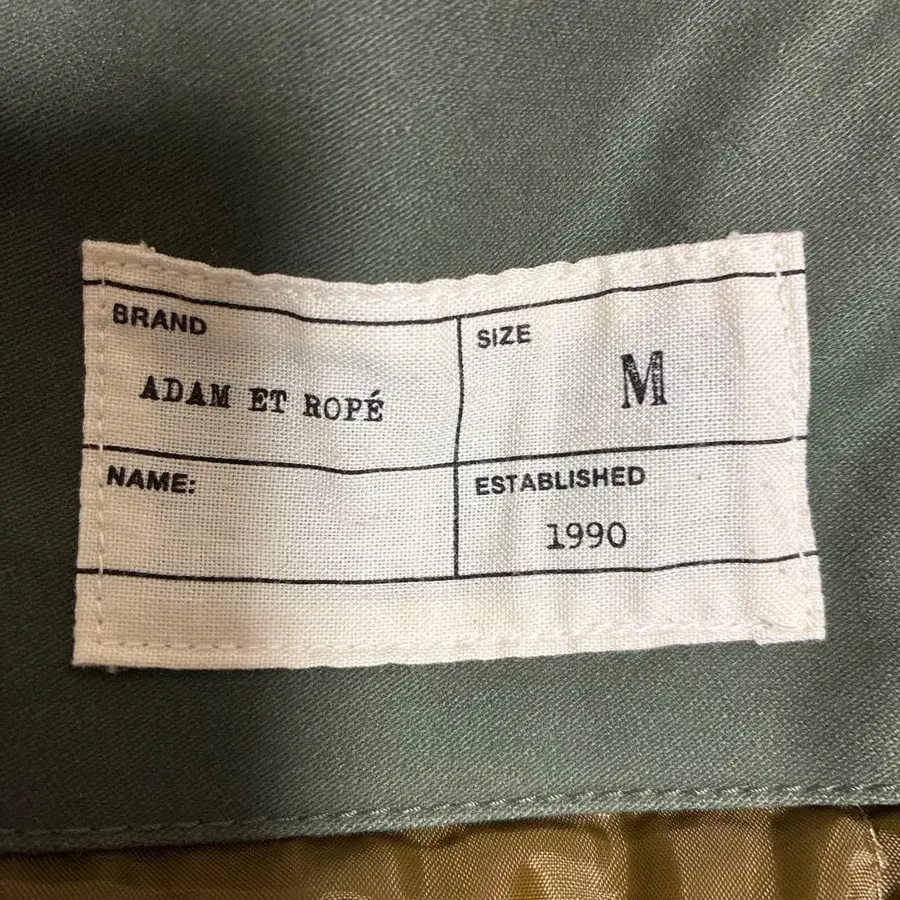 BRAND
ADAM ET ROPÉ
SIZE
M
NAME:
ESTABLISHED
1990